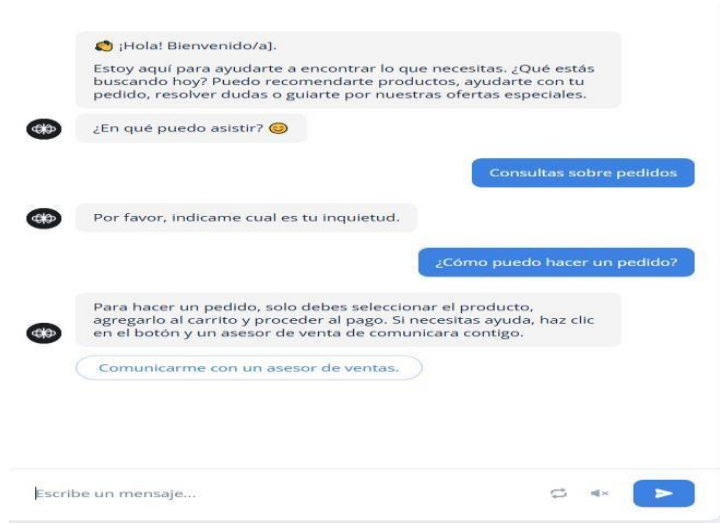 👏 ¡Hola! Bienvenido/a].
Estoy aquí para ayudarte a encontrar lo que necesitas. ¿Qué estás
buscando hoy? Puedo recomendarte productos, ayudarte con tu
pedido, resolver dudas o guiarte por nuestras ofertas especiales.
¿En qué puedo asistir? 😊
Consultas sobre pedidos
Por favor, indicame cual es tu inquietud.
¿Cómo puedo hacer un pedido?
Para hacer un pedido, solo debes seleccionar el producto,
agregarlo al carrito y proceder al pago. Si necesitas ayuda, haz clic
en el botón y un asesor de venta de comunicara contigo.
Comunicarme con un asesor de ventas.
Escribe un mensaje...